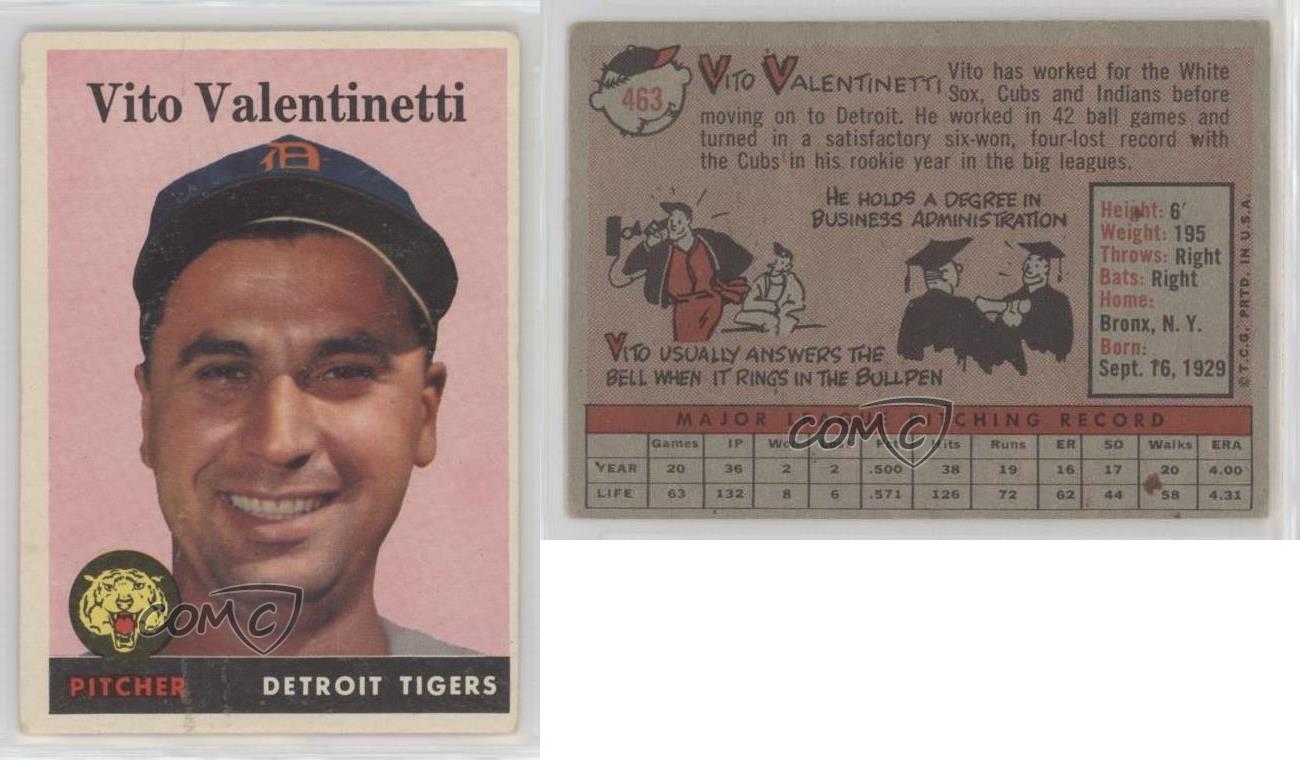 Vito Valentinetti
D
COMC
PITCHER
DETROIT TIGERS
463
VITO VALENTINETTI
Vito has worked for the White
Sox, Cubs and Indians before
moving on to Detroit. He worked in 42 ball games and
turned in a satisfactory six-won, four-lost record with
the Cubs in his rookie year in the big leagues.
HE HOLDS A DEGREE IN
BUSINESS ADMINISTRATION
VITO USUALLY ANSWERS THE
BELL WHEN IT RINGS IN THE BULLPEN
Height: 6'
Weight: 195
Throws: Right
Bats: Right
Home:
Bronx, N. Y.
Born:
Sept. 16, 1929
© T.C.G. PRTD. IN U.S.A.
MAJOR LEAGUE PITCHING RECORD
COMC
Games IP Pct. Hits Runs ER SO Walks ERA
YEAR 20 36 2 2 .500 38 19 16 17 20 4.00
LIFE 63 132 8 6 .571 126 72 62 44 58 4.31